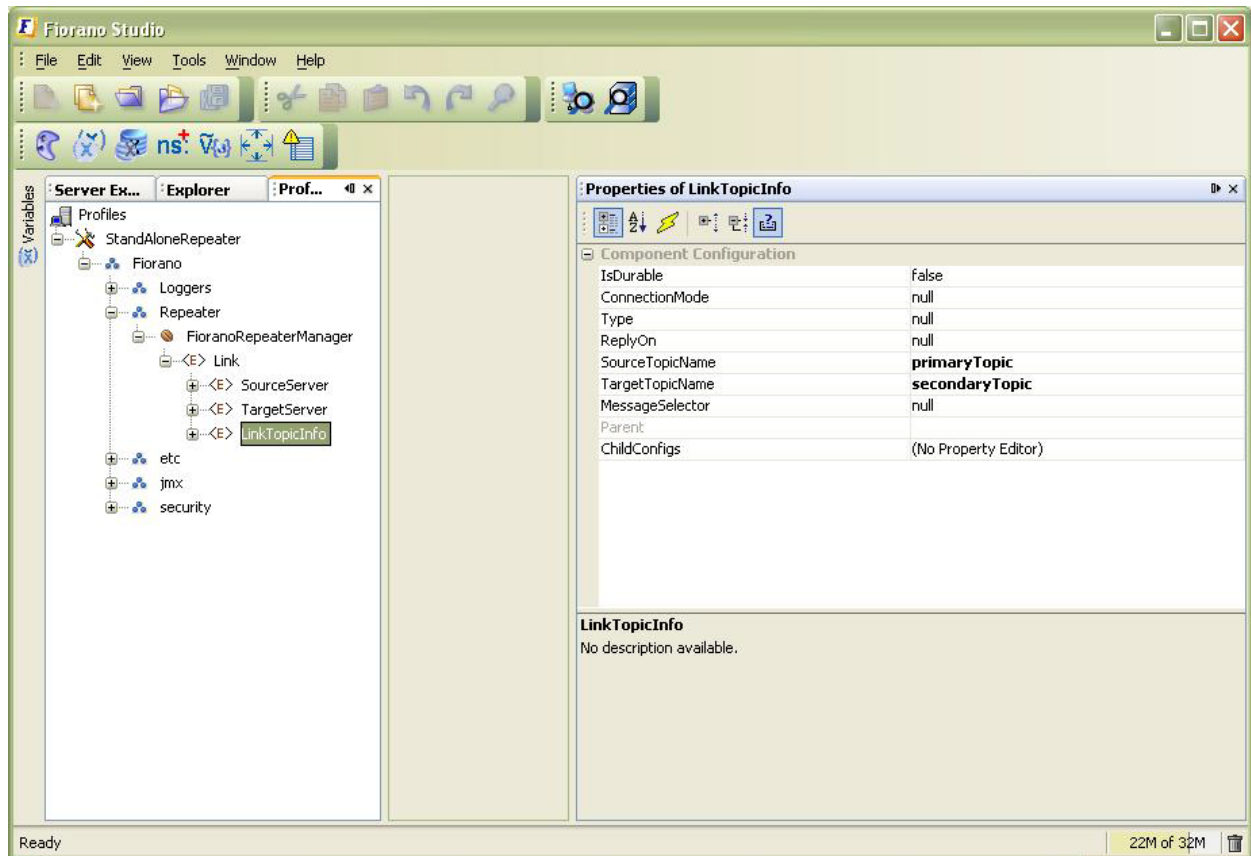 Fiorano Studio
File Edit View Tools Window Help
ns:
Variables
Server Ex... Explorer Prof...
Profiles
StandAloneRepeater
Fiorano
Loggers
Repeater
FioranoRepeaterManager
<E> Link
<E> SourceServer
<E> TargetServer
<E> LinkTopicInfo
etc
jmx
security
Properties of LinkTopicInfo
Component Configuration
IsDurable false
ConnectionMode null
Type null
ReplyOn null
SourceTopicName primaryTopic
TargetTopicName secondaryTopic
MessageSelector null
Parent
ChildConfigs (No Property Editor)
LinkTopicInfo
No description available.
Ready 22M of 32M